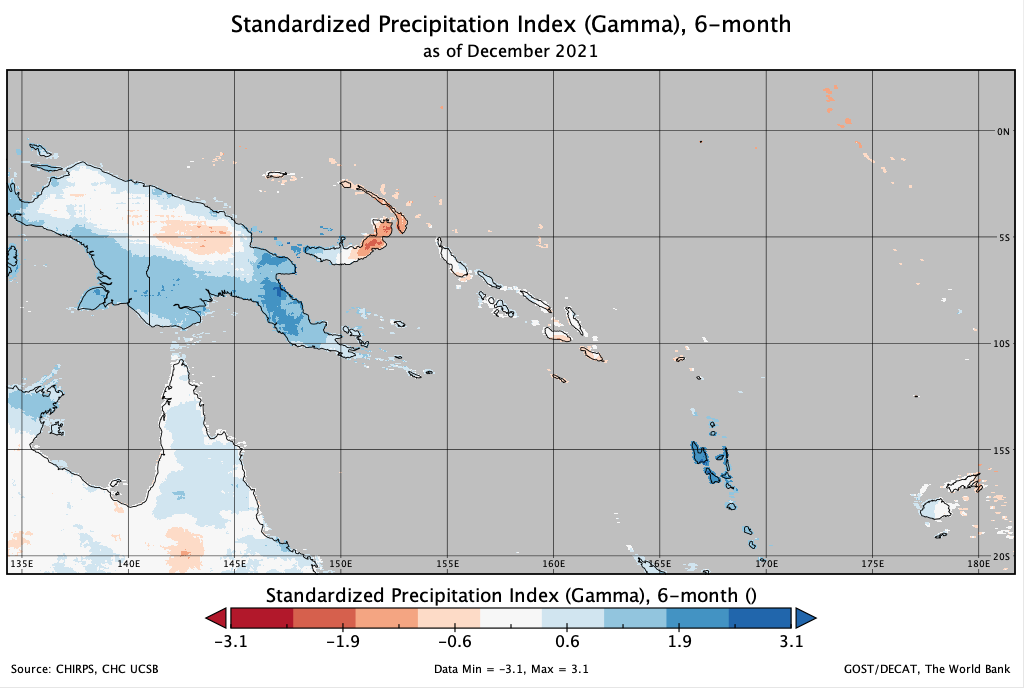 Standardized Precipitation Index (Gamma), 6-month
as of December 2021
0N
5S
10S
15S
20S
135E 140E 145E 150E 155E 160E 165E 170E 175E 180E
Standardized Precipitation Index (Gamma), 6-month ()
-3.1 -1.9 -0.6 0.6 1.9 3.1
Source: CHIRPS, CHC UCSB Data Min = -3.1, Max = 3.1 GOST/DECAT, The World Bank